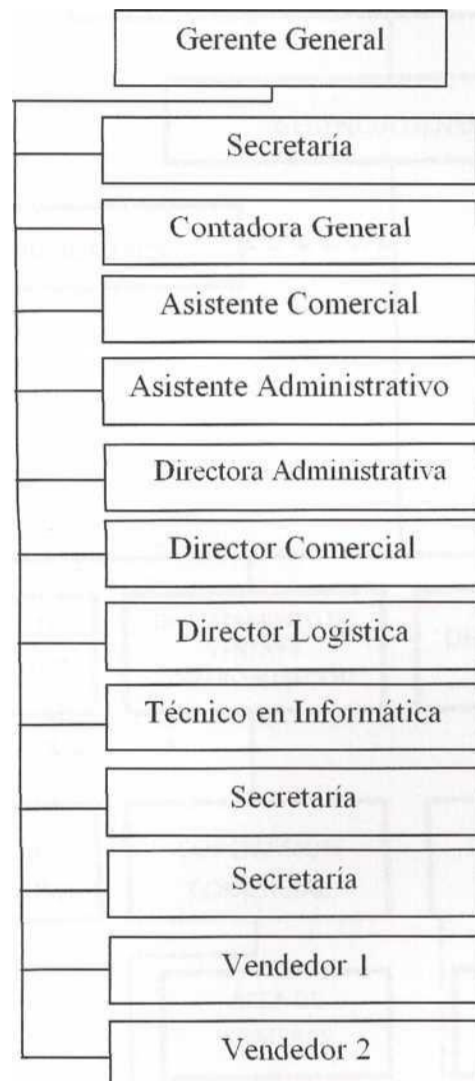 Gerente General
Secretaría
Contadora General
Asistente Comercial
Asistente Administrativo
Directora Administrativa
Director Comercial
Director Logística
Técnico en Informática
Secretaría
Secretaría
Vendedor 1
Vendedor 2